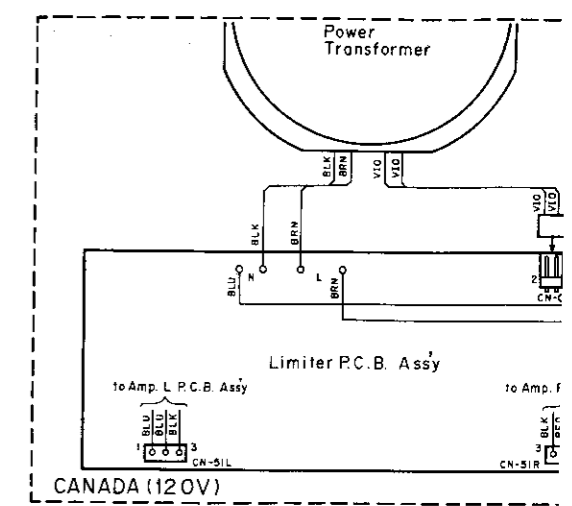 Power
Transformer
BLK
BRN
VIO
VIO
VIO
VIO
BLK
BRN
N
L
BLU
BRN
2
Limiter P.C.B. Ass'y
to Amp. L P.C.B. Ass'y
to Amp.
BLU
BLU
BLK
BLK
1
3
3
CN-51L
CN-51R
CANADA (120V)